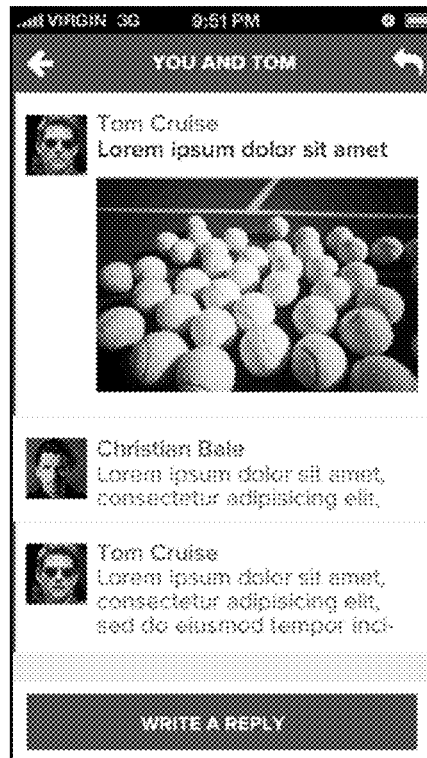 VIRGIN 3G 9:51 PM
YOU AND TOM
Tom Cruise
Lorem ipsum dolor sit amet
Christian Bale
Lorem ipsum dolor sit amet,
consectetur adipisicing elit,
Tom Cruise
Lorem ipsum dolor sit amet,
consectetur adipisicing elit,
sed do eiusmod tempor inci-
WRITE A REPLY